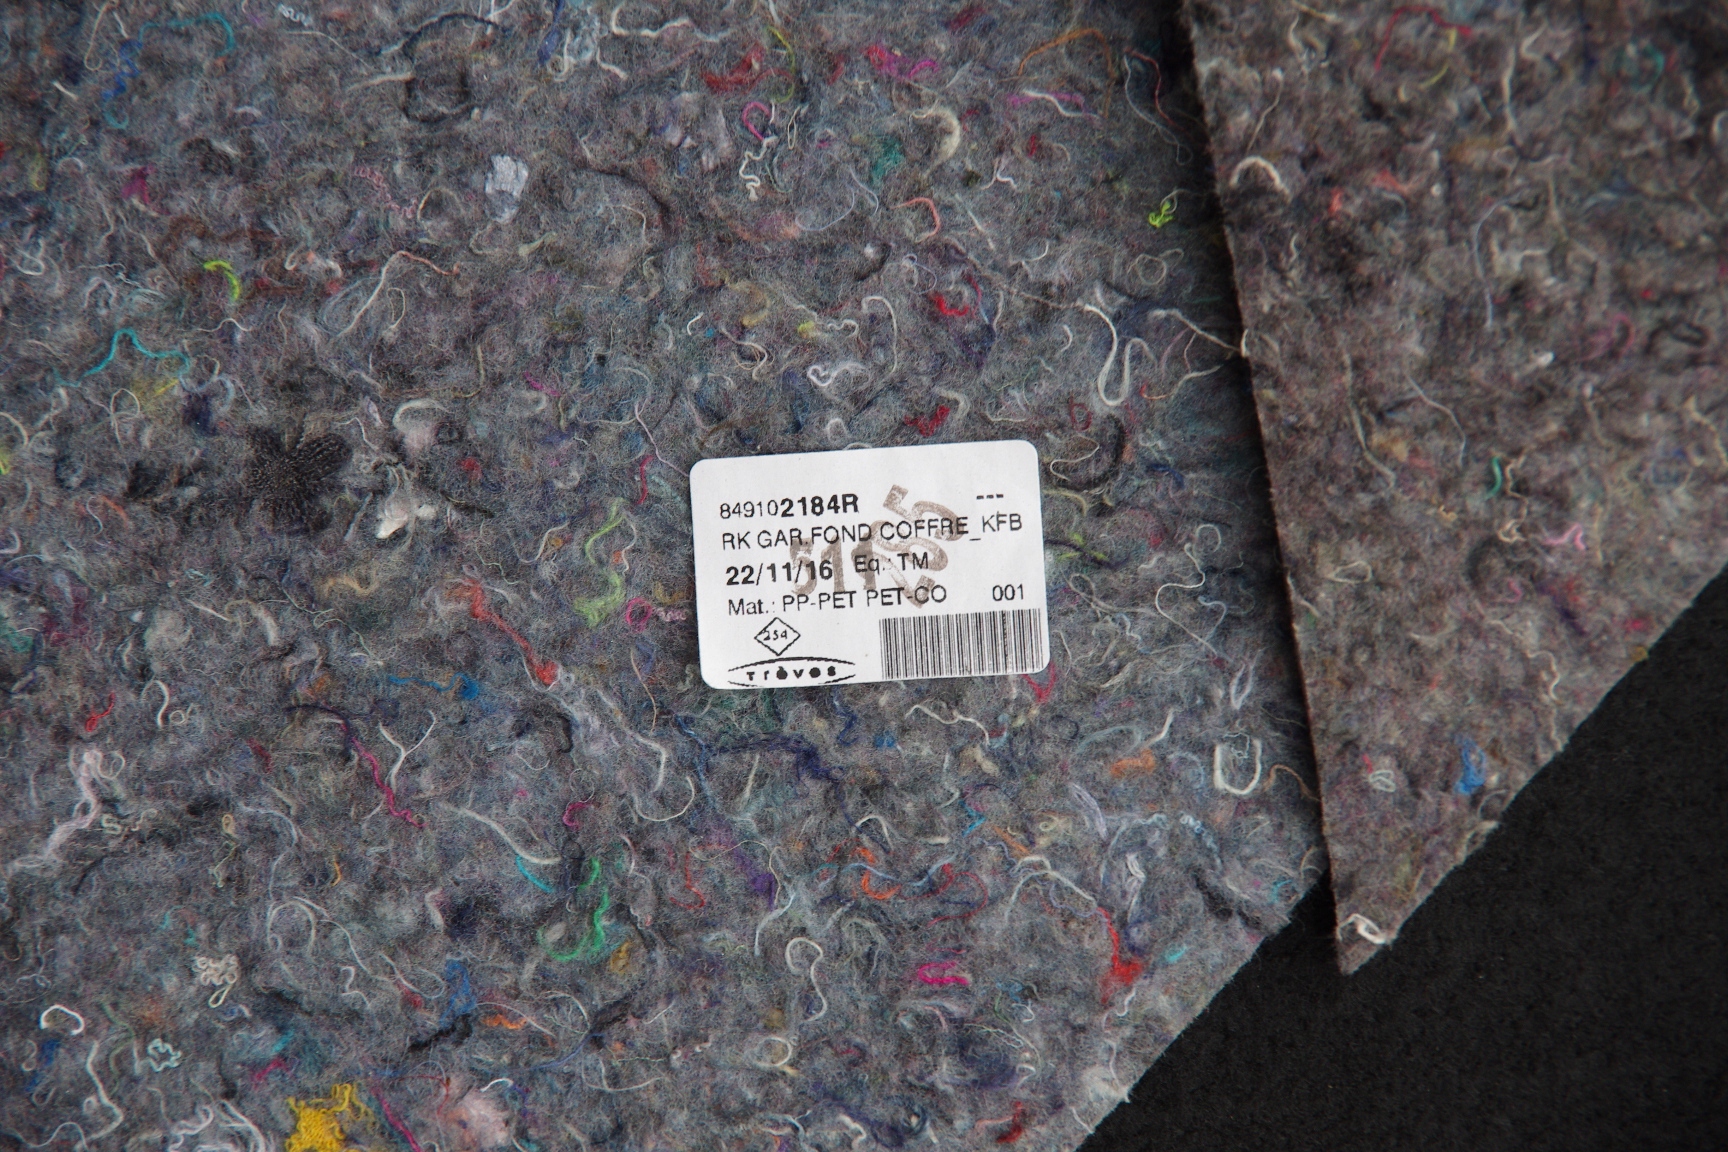 849102184R ---
RK GAR.FOND COFFRE_KFB
22/11/16 Eq.: TM
Mat.: PP-PET PET-CO 001
254
Trèves